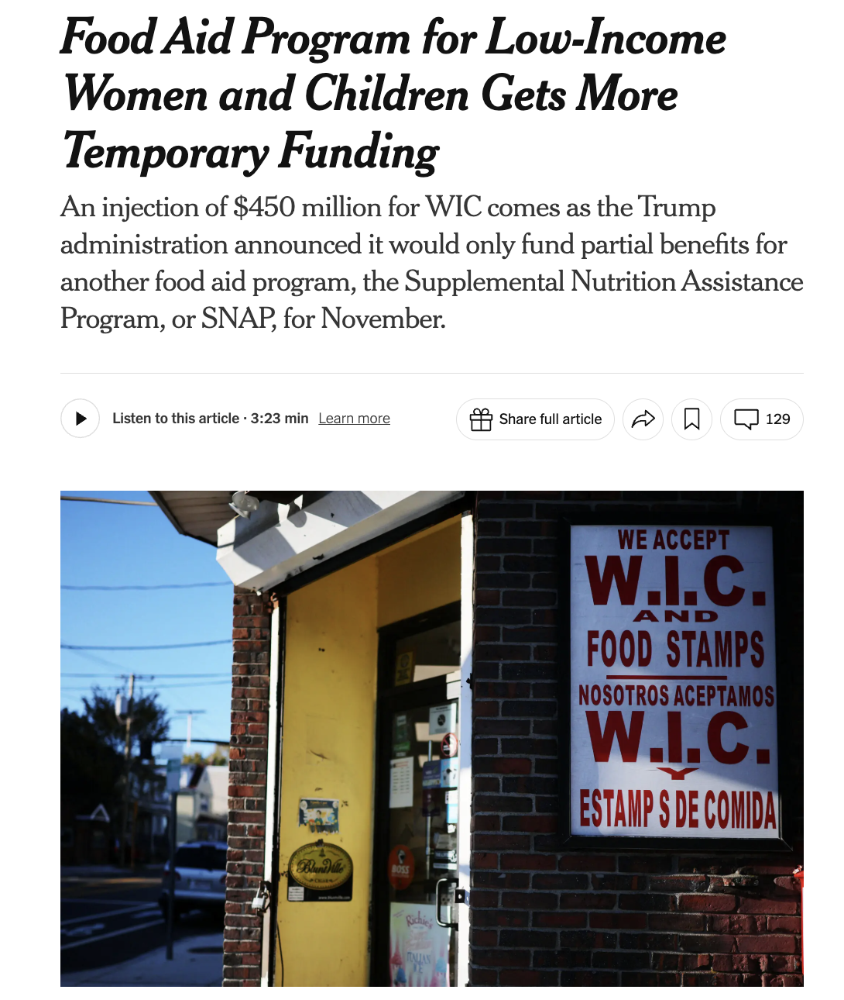 Food Aid Program for Low-Income
Women and Children Gets More
Temporary Funding
An injection of $450 million for WIC comes as the Trump
administration announced it would only fund partial benefits for
another food aid program, the Supplemental Nutrition Assistance
Program, or SNAP, for November.
Listen to this article · 3:23 min Learn more
Share full article
129
WE ACCEPT
W.I.C.
AND
FOOD STAMPS
NOSOTROS ACEPTAMOS
W.I.C.
Y
ESTAMP S DE COMIDA
BluntVille
CIGARS
BOSS
Richie's
ITALIAN
ICE